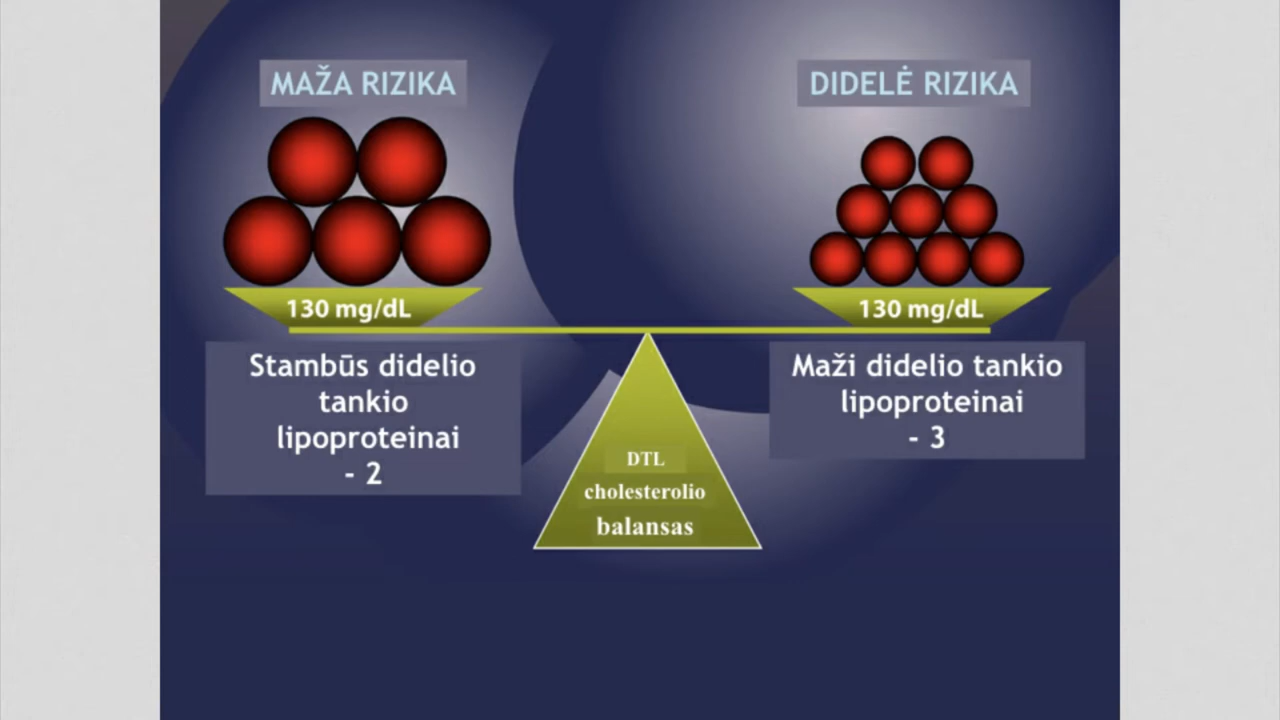 MAŽA RIZIKA
DIDELĖ RIZIKA
130 mg/dL
130 mg/dL
Stambūs didelio
tankio
lipoproteinai
- 2
Maži didelio tankio
lipoproteinai
- 3
DTL
cholesterolio
balansas